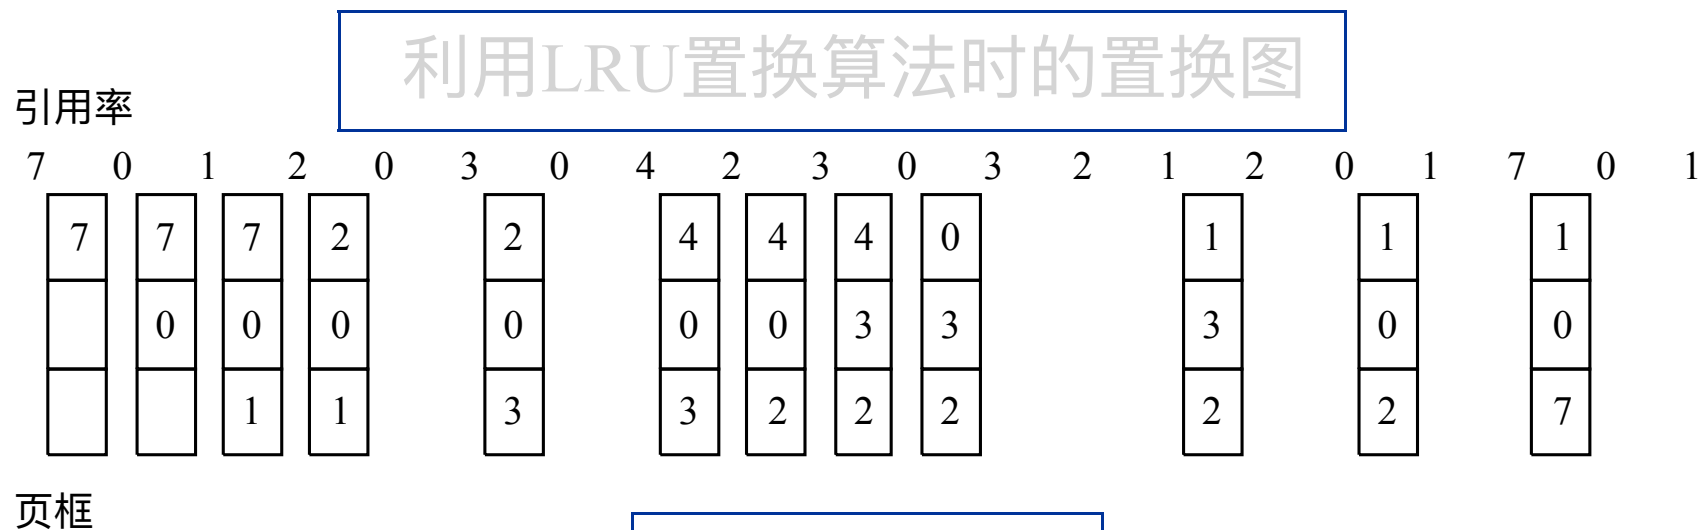 利用LRU置换算法时的置换图
引用率
7 0 1 2 0 3 0 4 2 3 0 3 2 1 2 0 1 7 0 1
7 7 7 2 2 4 4 4 0 1 1 1
0 0 0 0 0 0 3 3 3 0 0
1 1 3 3 2 2 2 2 2 7
页框